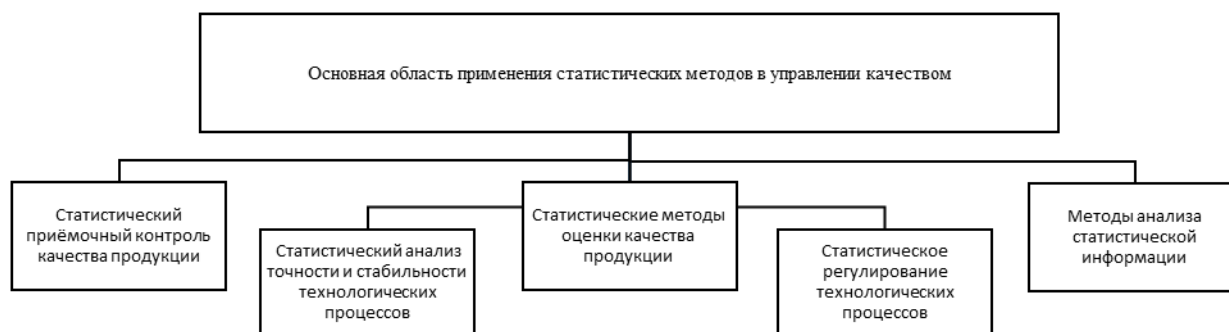 Основная область применения статистических методов в управлении качеством
Статистический
приёмочный контроль
качества продукции
Статистический анализ
точности и стабильности
технологических
процессов
Статистические методы
оценки качества
продукции
Статистическое
регулирование
технологических
процессов
Методы анализа
статистической
информации